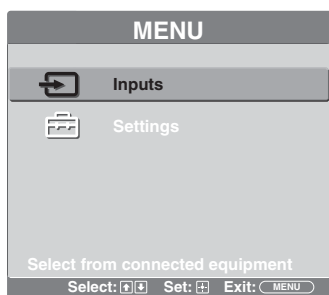 MENU
Inputs
Settings
Select from connected equipment
Select: Set: Exit: MENU